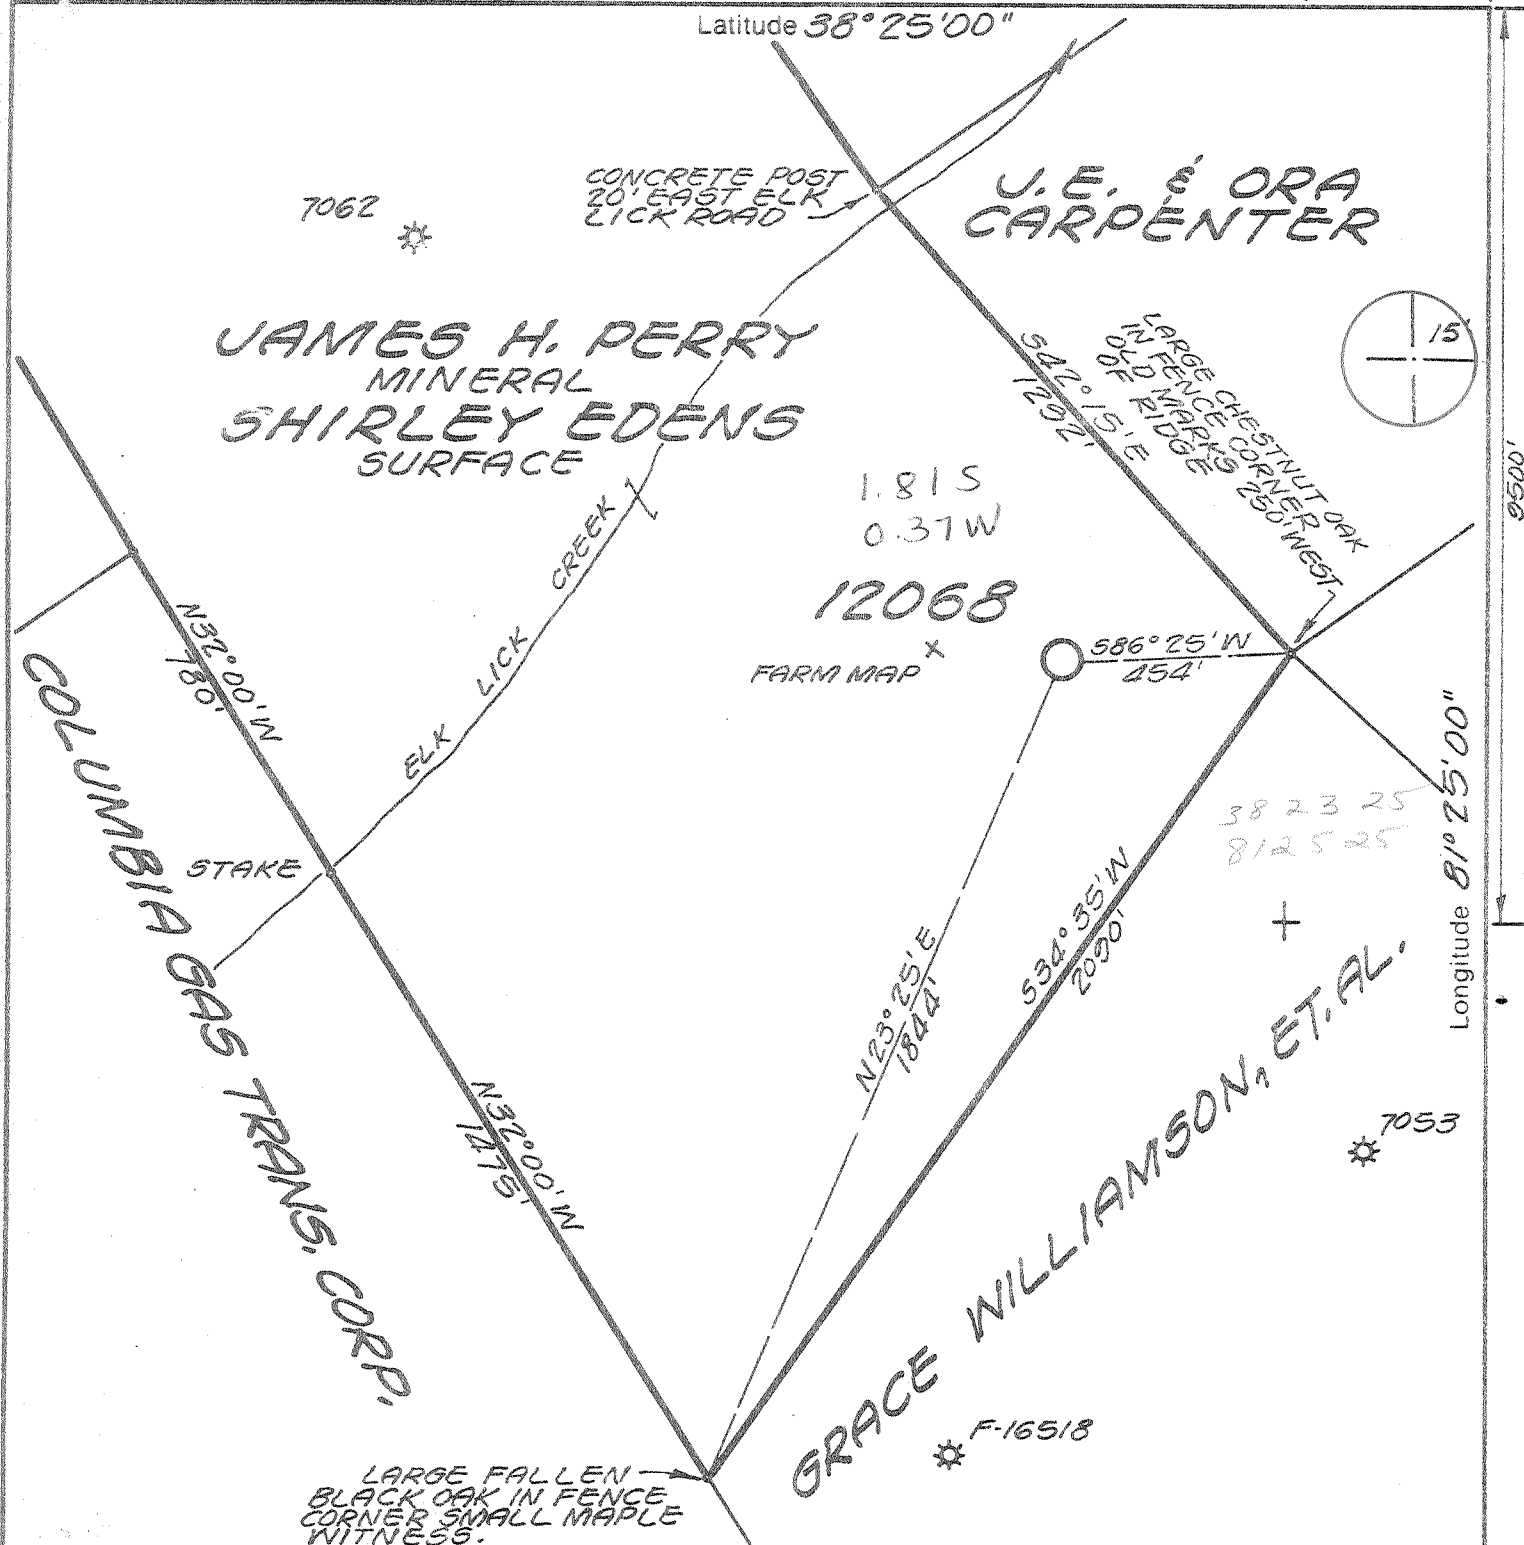 Latitude 38°25'00"
CONCRETE POST
20' EAST ELK
LICK ROAD
J.E. & ORA
CARPENTER
7062
JAMES H. PERRY
MINERAL
SHIRLEY EDENS
SURFACE
15'
S42°15'E
1292'
LARGE CHESTNUT OAK
IN FENCE CORNER
OLD MARKS 250' WEST
OF RIDGE
9500'
1.81 S
0.37 W
12068
FARM MAP
S86°25'W
454'
ELK LICK CREEK
N32°00'W
780'
COLUMBIA GAS TRANS. CORP.
STAKE
38 23 25
81 25 25
Longitude 81°25'00"
N23°25'E
1844'
S34°35'W
2090'
N32°00'W
1475'
GRACE WILLIAMSON, ET. AL.
7053
F-16518
LARGE FALLEN
BLACK OAK IN FENCE
CORNER SMALL MAPLE
WITNESS.